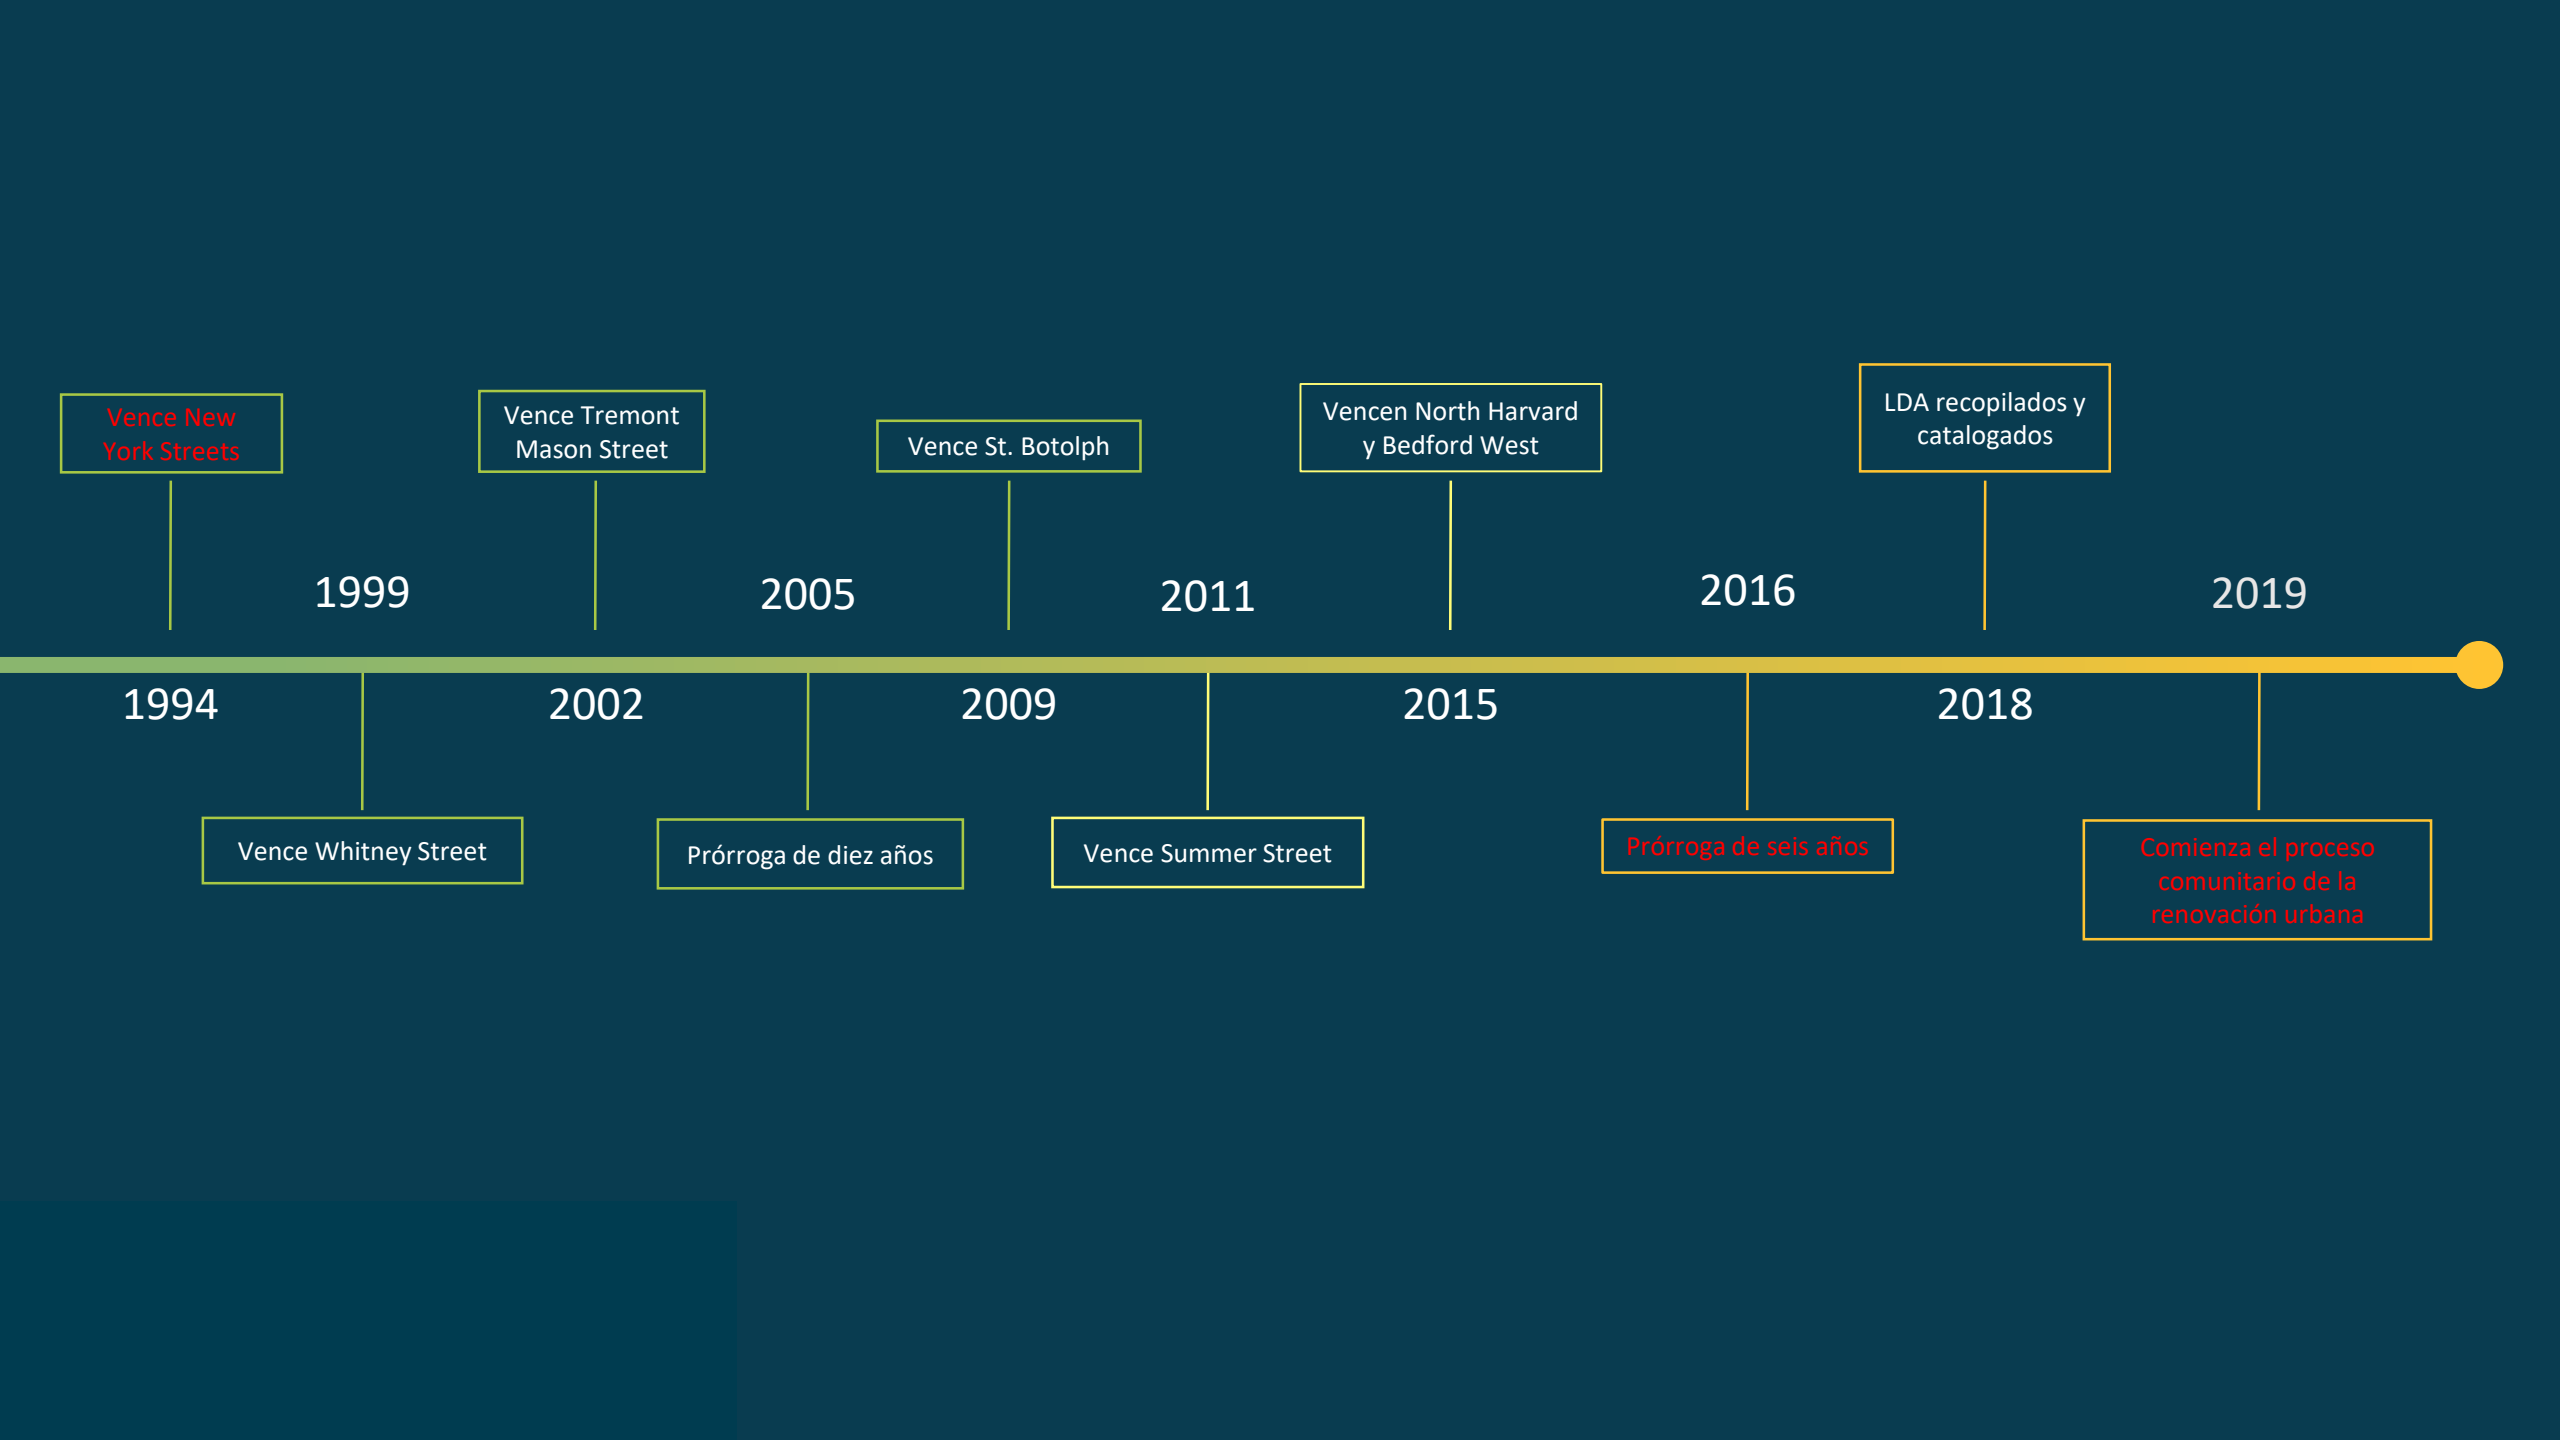 Vence New
York Streets
Vence Tremont
Mason Street
Vence St. Botolph
Vencen North Harvard
y Bedford West
LDA recopilados y
catalogados
1999
2005
2011
2016
2019
1994
2002
2009
2015
2018
Vence Whitney Street
Prórroga de diez años
Vence Summer Street
Prórroga de seis años
Comienza el proceso
comunitario de la
renovación urbana